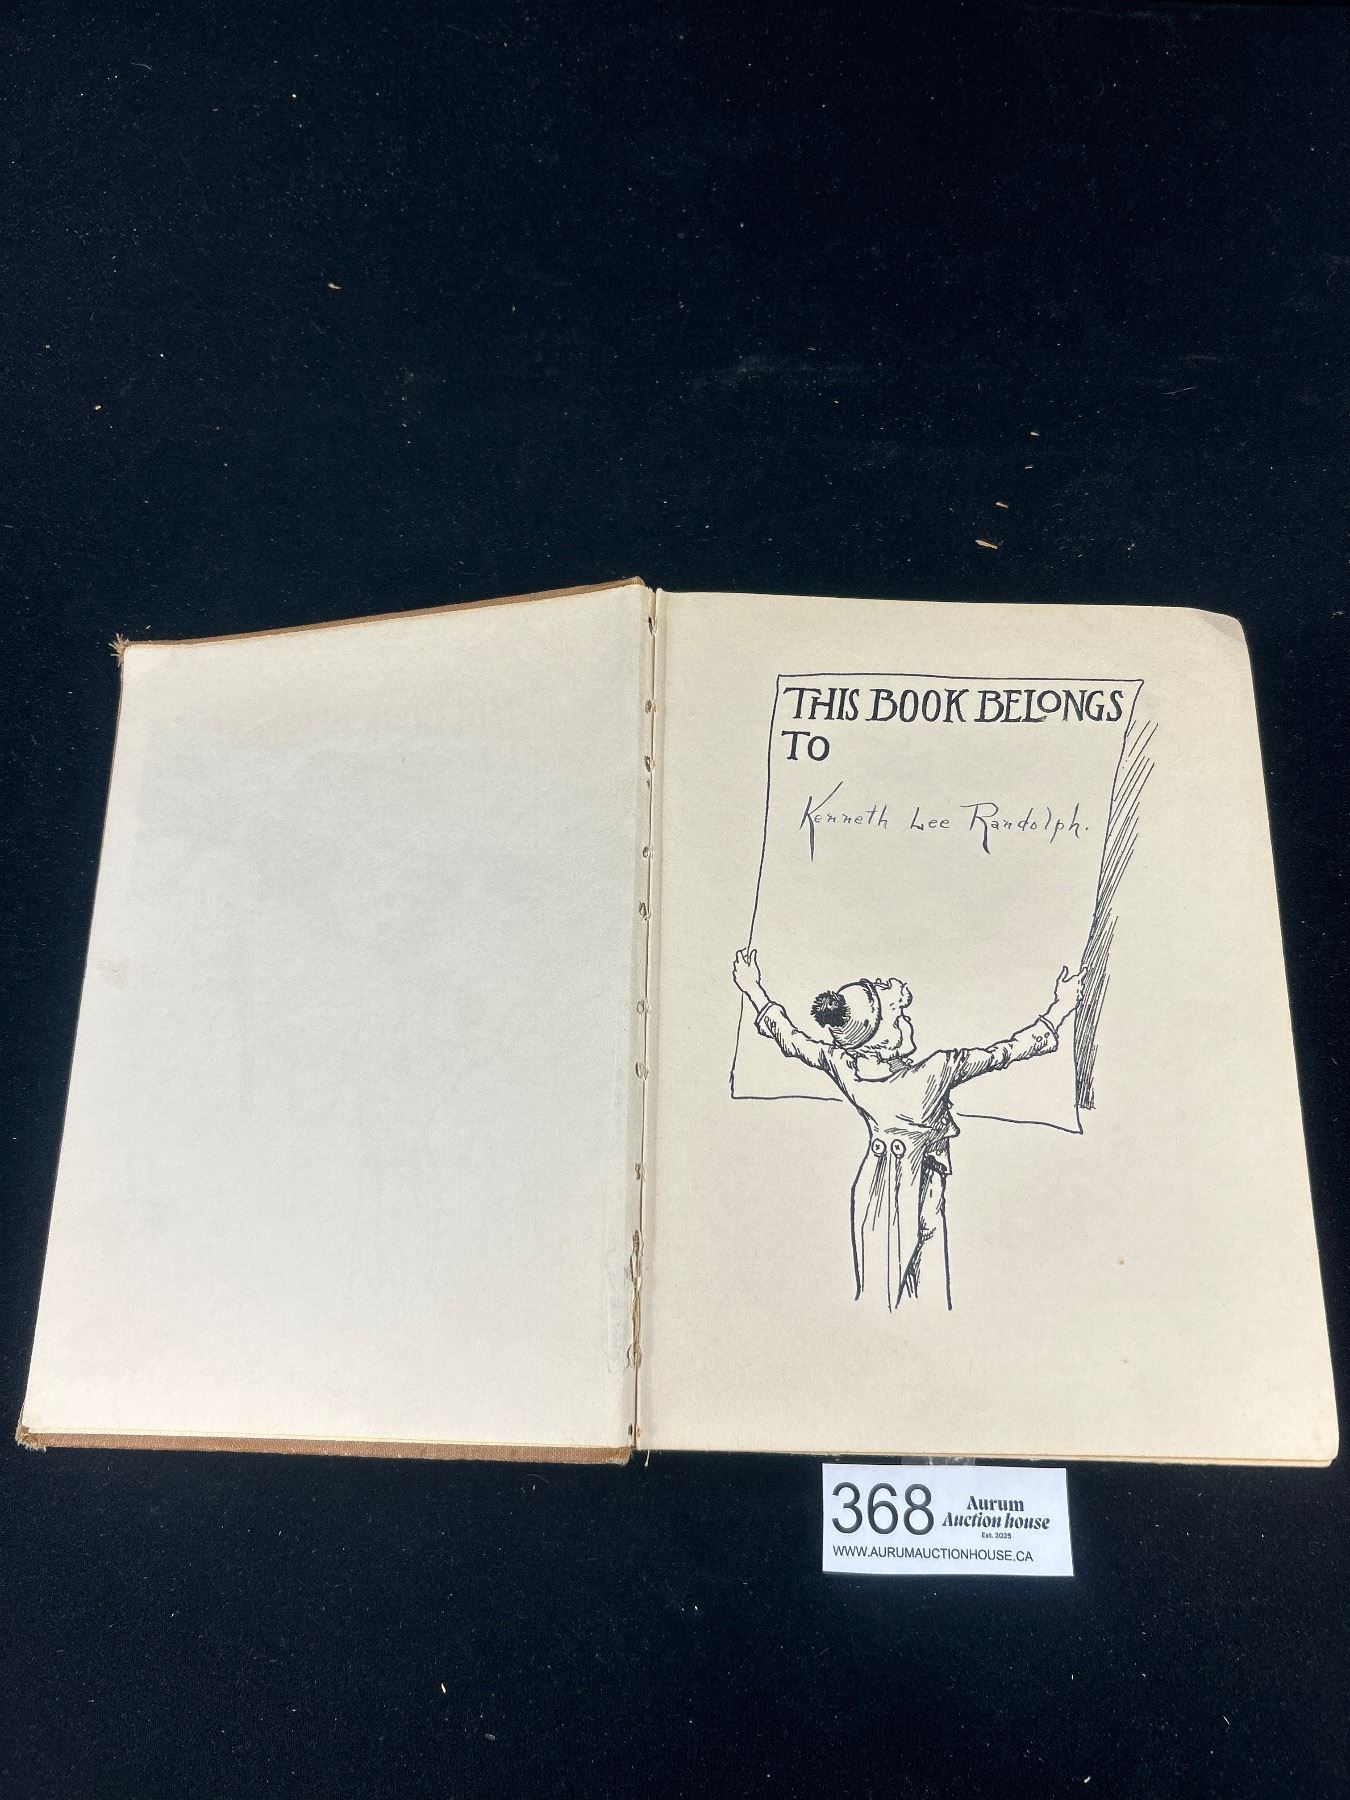 THIS BOOK BELONGS
TO
Kenneth Lee Randolph.
368
Aurum
Auction house
Est. 2025
WWW.AURUMAUCTIONHOUSE.CA